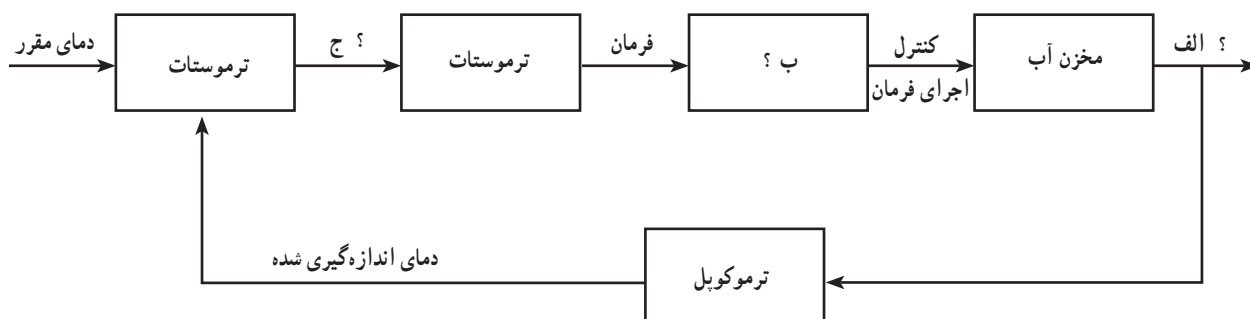 دمای مقرر
ترموستات
؟ ج
ترموستات
فرمان
ب ؟
کنترل
اجرای فرمان
مخزن آب
؟ الف
دمای اندازه‌گیری شده
ترموکوپل